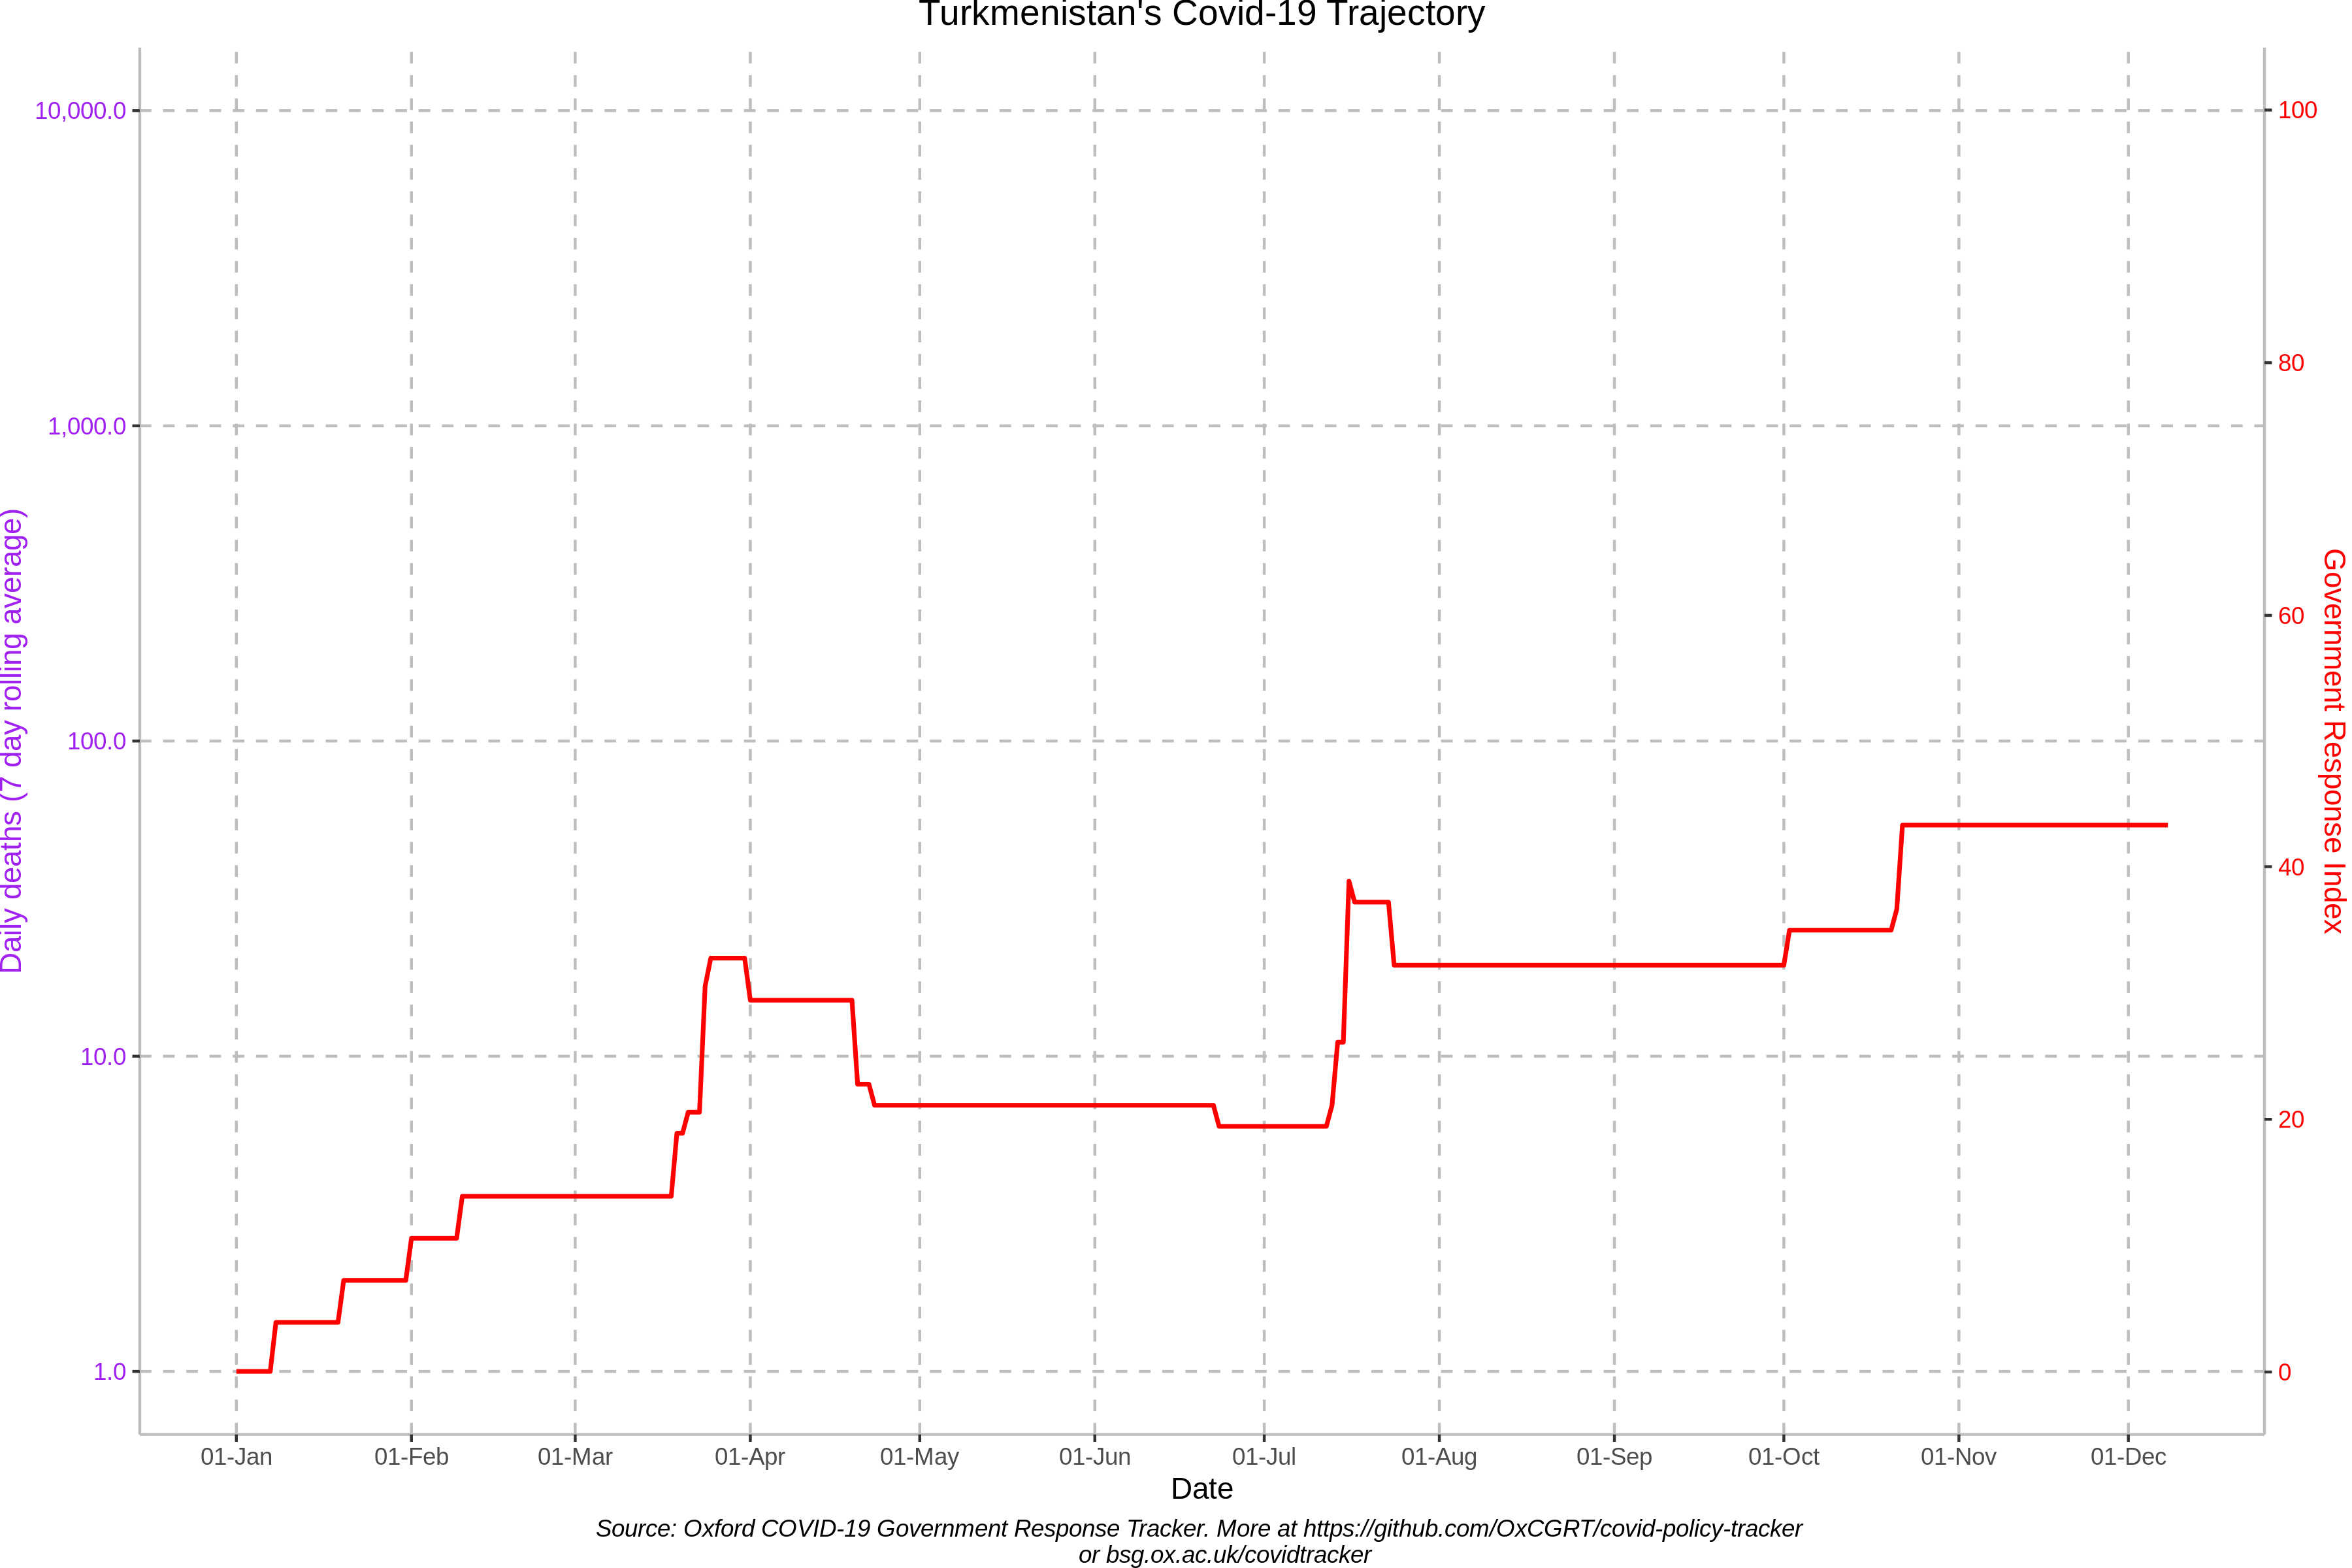 Turkmenistan's Covid-19 Trajectory
10,000.0
1,000.0
100.0
10.0
1.0
Daily deaths (7 day rolling average)
100
80
60
40
20
0
Government Response Index
01-Jan 01-Feb 01-Mar 01-Apr 01-May 01-Jun 01-Jul 01-Aug 01-Sep 01-Oct 01-Nov 01-Dec
Date
Source: Oxford COVID-19 Government Response Tracker. More at https://github.com/OxCGRT/covid-policy-tracker
or bsg.ox.ac.uk/covidtracker